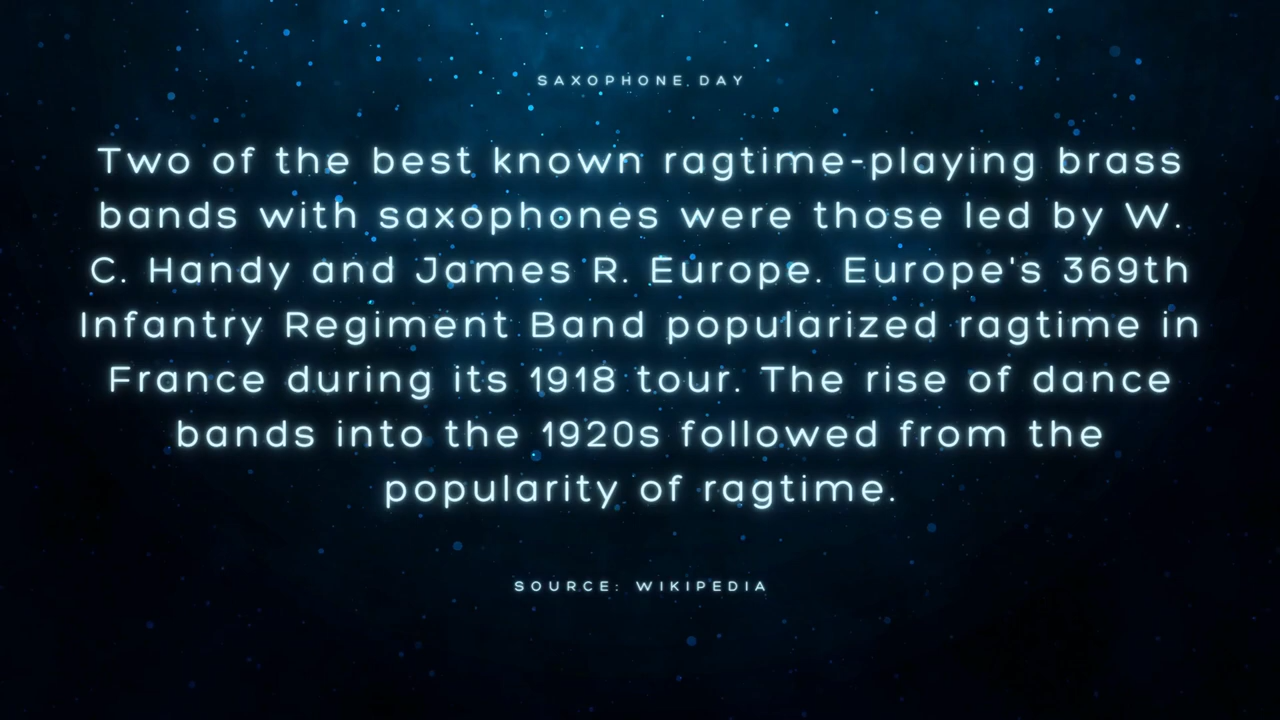 SAXOPHONE DAY
Two of the best known ragtime-playing brass
bands with saxophones were those led by W.
C. Handy and James R. Europe. Europe's 369th
Infantry Regiment Band popularized ragtime in
France during its 1918 tour. The rise of dance
bands into the 1920s followed from the
popularity of ragtime.
SOURCE: WIKIPEDIA